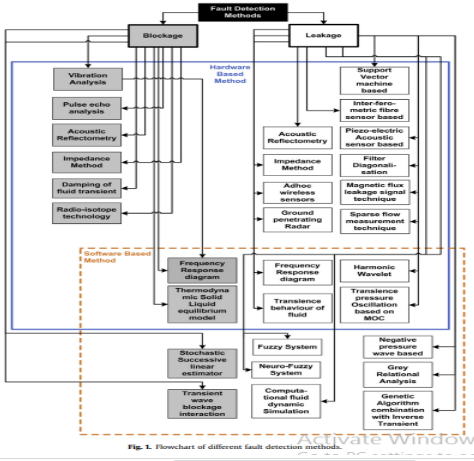 Fault Detection
Methods
Blockage
Leakage
Hardware
Based
Method
Vibration
Analysis
Pulse echo
analysis
Acoustic
Reflectometry
Impedance
Method
Damping of
fluid transient
Radio-isotope
technology
Acoustic
Reflectometry
Impedance
Method
Adhoc
wireless
sensors
Ground
penetrating
Radar
Support
Vector
machine
based
Inter-fero-
metric fibre
sensor based
Piezo-electric
Acoustic
sensor based
Filter
Diagonali-
sation
Magnetic flux
leakage signal
technique
Sparse flow
measurement
technique
Software Based
Method
Frequency
Response
diagram
Thermodyna
mic Solid
Liquid
equilibrium
model
Frequency
Response
diagram
Transience
behaviour of
fluid
Harmonic
Wavelet
Transience
pressure
Oscillation
based on
MOC
Stochastic
Successive
linear
estimator
Transient
wave
blockage
interaction
Fuzzy System
Neuro-Fuzzy
System
Computa-
tional fluid
dynamic
Simulation
Negative
pressure
wave based
Grey
Relational
Analysis
Genetic
Algorithm
combination
with Inverse
Transient
Fig. 1. Flowchart of different fault detection methods.
Activate Window